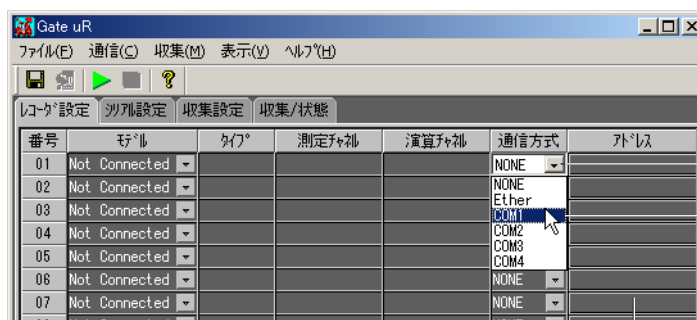 Gate uR
ファイル(F) 通信(C) 収集(M) 表示(V) ヘルプ(H)
レコーダ設定 シリアル設定 収集設定 収集/状態
番号 モデル タイプ 測定チャネル 演算チャネル 通信方式 アドレス
01 Not Connected NONE
02 Not Connected NONE
Ether
03 Not Connected COM1
04 Not Connected COM2
COM3
05 Not Connected COM4
06 Not Connected NONE
07 Not Connected NONE